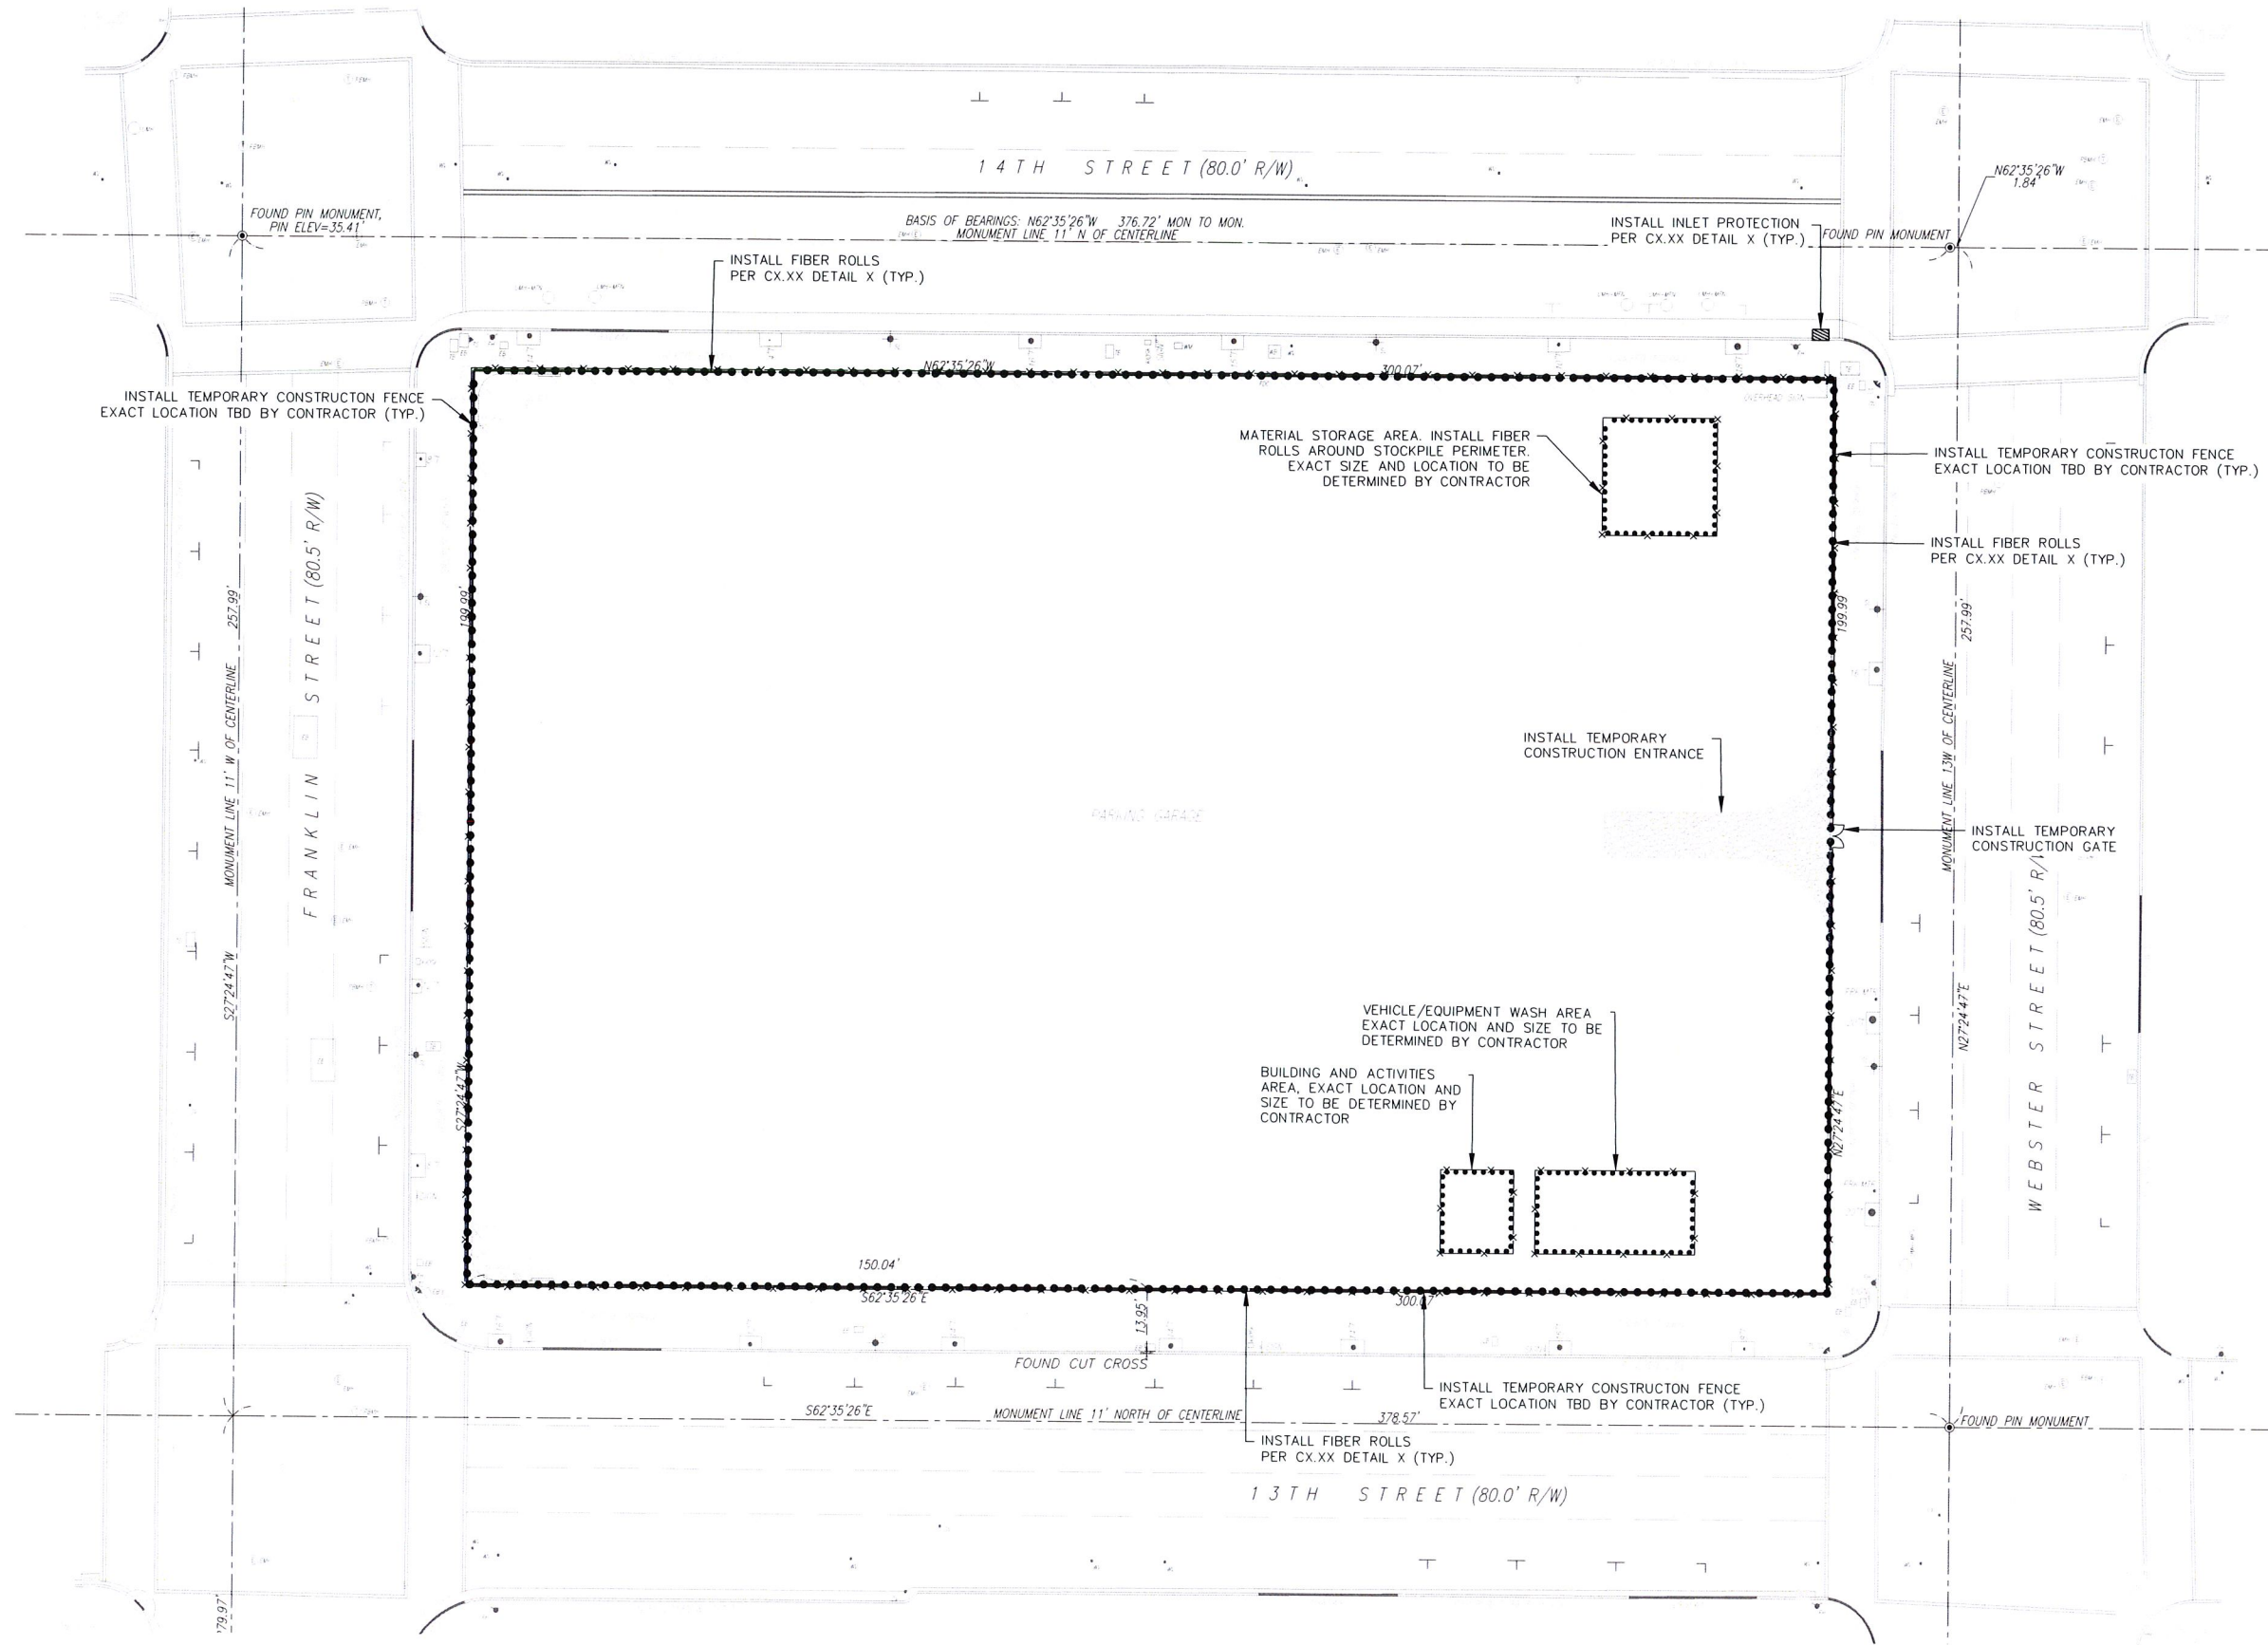 14TH STREET (80.0' R/W)
N62°35'26"W
1.84'
FOUND PIN MONUMENT,
PIN ELEV=35.41'
BASIS OF BEARINGS: N62°35'26"W 376.72' MON TO MON.
MONUMENT LINE 11' N OF CENTERLINE
INSTALL INLET PROTECTION
PER CX.XX DETAIL X (TYP.)
FOUND PIN MONUMENT
INSTALL FIBER ROLLS
PER CX.XX DETAIL X (TYP.)
N62°35'26"W
300.07'
INSTALL TEMPORARY CONSTRUCTON FENCE
EXACT LOCATION TBD BY CONTRACTOR (TYP.)
OVERHEAD SIGN
MATERIAL STORAGE AREA. INSTALL FIBER
ROLLS AROUND STOCKPILE PERIMETER.
EXACT SIZE AND LOCATION TO BE
DETERMINED BY CONTRACTOR
INSTALL TEMPORARY CONSTRUCTON FENCE
EXACT LOCATION TBD BY CONTRACTOR (TYP.)
INSTALL FIBER ROLLS
PER CX.XX DETAIL X (TYP.)
FRANKLIN STREET (80.5' R/W)
257.99'
MONUMENT LINE 11' W OF CENTERLINE
S27°24'47"W
199.99'
S27°24'47"W
199.99'
N27°24'47"E
257.99'
MONUMENT LINE 13W OF CENTERLINE
N27°24'47"E
INSTALL TEMPORARY
CONSTRUCTION ENTRANCE
PARKING GARAGE
INSTALL TEMPORARY
CONSTRUCTION GATE
WEBSTER STREET (80.5' R/
VEHICLE/EQUIPMENT WASH AREA
EXACT LOCATION AND SIZE TO BE
DETERMINED BY CONTRACTOR
BUILDING AND ACTIVITIES
AREA, EXACT LOCATION AND
SIZE TO BE DETERMINED BY
CONTRACTOR
150.04'
S62°35'26"E
300.07'
13.95'
FOUND CUT CROSS
INSTALL TEMPORARY CONSTRUCTON FENCE
EXACT LOCATION TBD BY CONTRACTOR (TYP.)
S62°35'26"E
MONUMENT LINE 11' NORTH OF CENTERLINE
378.57'
FOUND PIN MONUMENT
INSTALL FIBER ROLLS
PER CX.XX DETAIL X (TYP.)
13TH STREET (80.0' R/W)
79.97'